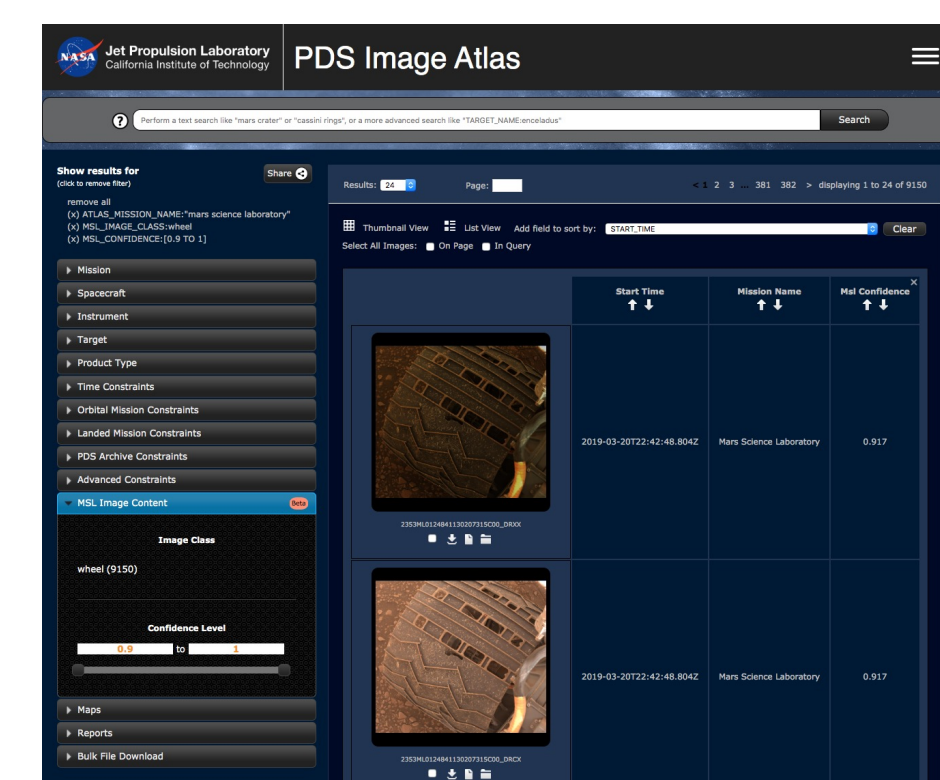 NASA
Jet Propulsion Laboratory
California Institute of Technology
PDS Image Atlas
?
Perform a text search like "mars crater" or "cassini rings", or a more advanced search like "TARGET_NAME:enceladus"
Search
Show results for
(click to remove filter)
Share
remove all
(x) ATLAS_MISSION_NAME:"mars science laboratory"
(x) MSL_IMAGE_CLASS:wheel
(x) MSL_CONFIDENCE:[0.9 TO 1]
Mission
Spacecraft
Instrument
Target
Product Type
Time Constraints
Orbital Mission Constraints
Landed Mission Constraints
PDS Archive Constraints
Advanced Constraints
MSL Image Content Beta
Image Class
wheel (9150)
Confidence Level
0.9 to 1
Maps
Reports
Bulk File Download
Results: 24 Page: < 1 2 3 ... 381 382 > displaying 1 to 24 of 9150
Thumbnail View List View Add field to sort by: START_TIME Clear
Select All Images: On Page In Query
Start Time Mission Name Msl Confidence ×
2019-03-20T22:42:48.804Z Mars Science Laboratory 0.917
2353ML0124841130207315C00_DRXX
2019-03-20T22:42:48.804Z Mars Science Laboratory 0.917
2353ML0124841130207315C00_DRCX